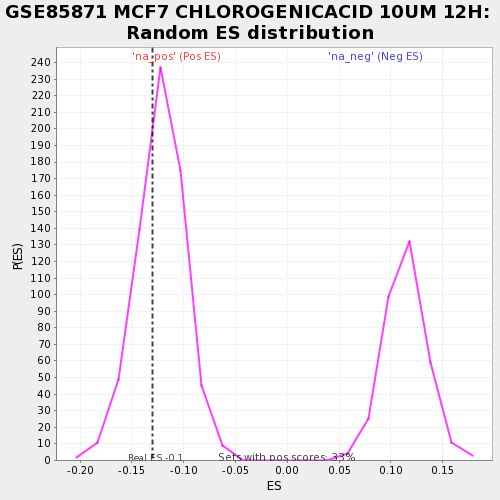 GSE85871 MCF7 CHLOROGENICACID 10UM 12H:
Random ES distribution
'na_pos' (Pos ES)
'na_neg' (Neg ES)
240
230
220
210
200
190
180
170
160
150
140
130
120
110
100
90
80
70
60
50
40
30
20
10
0
P(ES)
Real ES -0.1
Sets with pos scores: 33%
-0.20 -0.15 -0.10 -0.05 0.00 0.05 0.10 0.15
ES